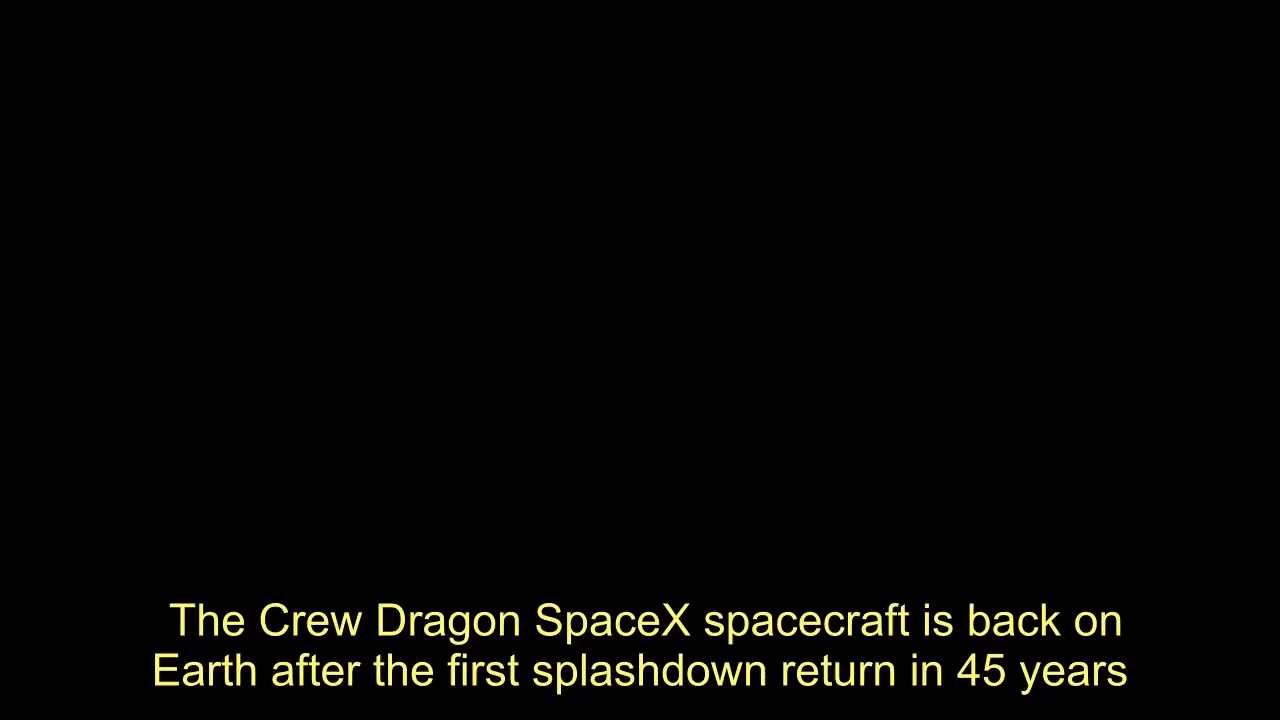 The Crew Dragon SpaceX spacecraft is back on
Earth after the first splashdown return in 45 years